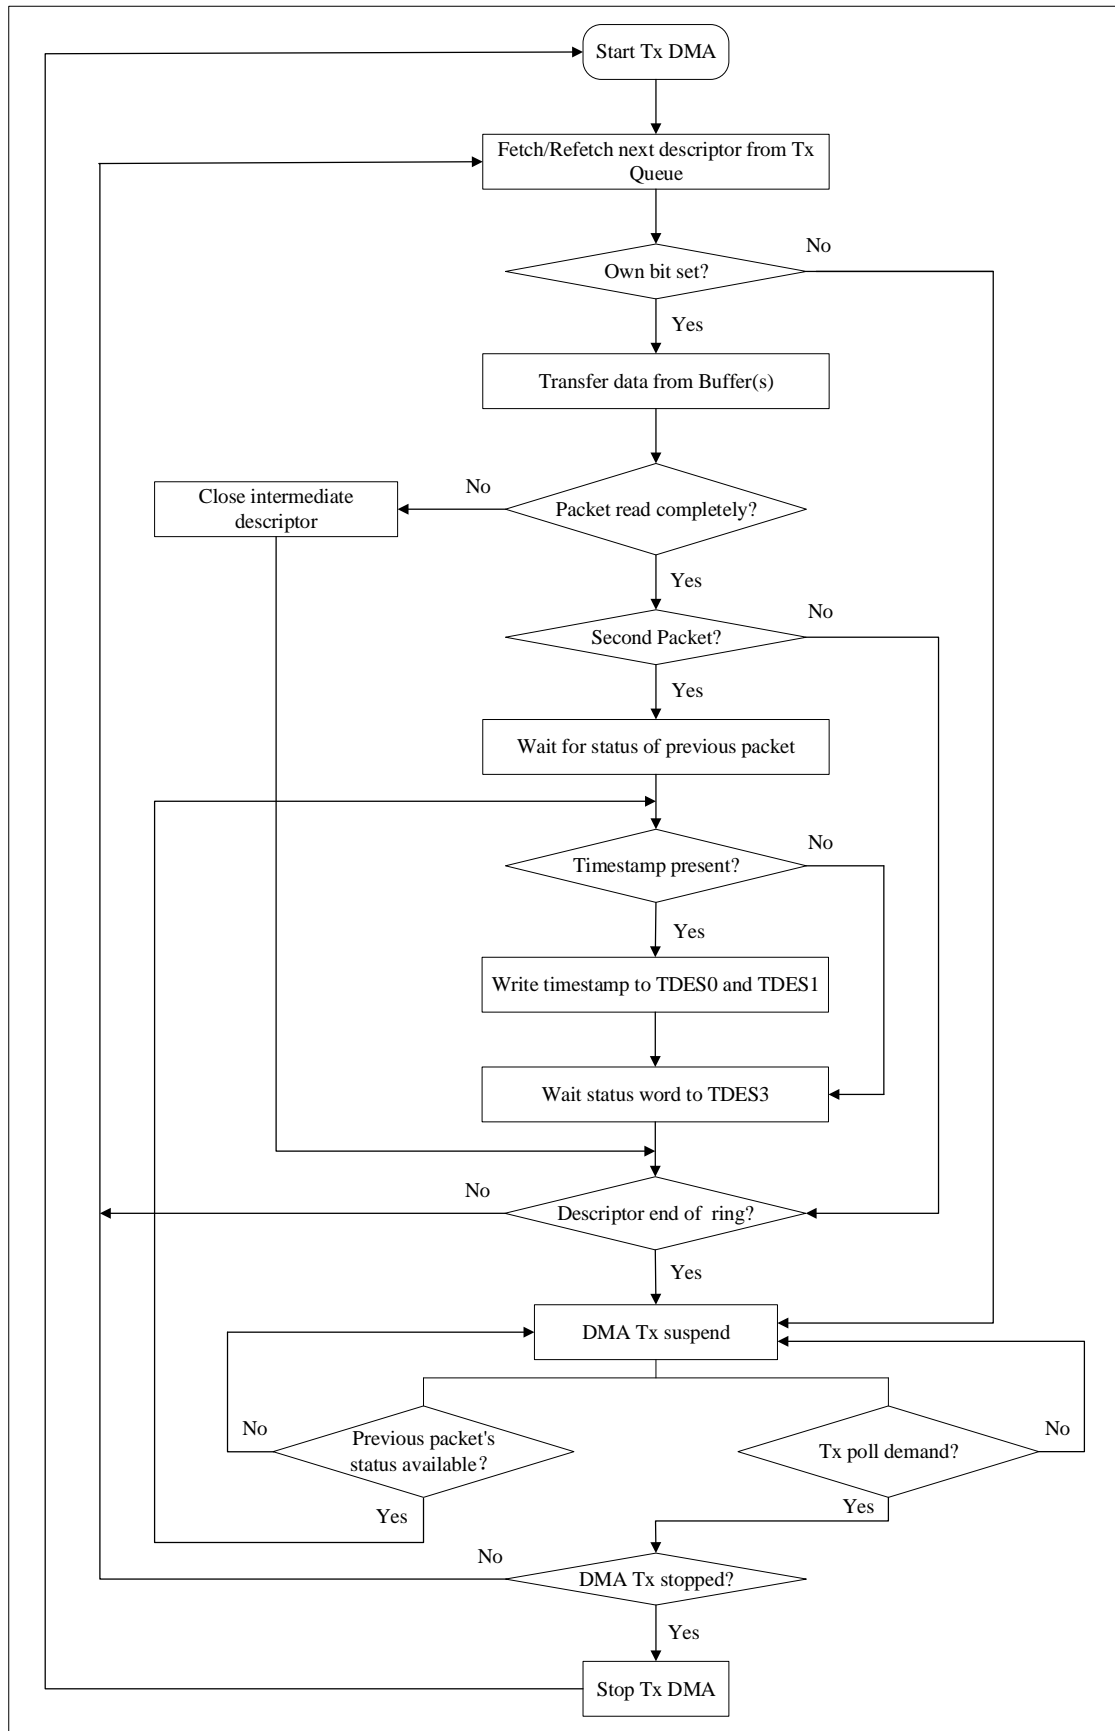 Start Tx DMA
Fetch/Refetch next descriptor from Tx
Queue
No
Own bit set?
Yes
Transfer data from Buffer(s)
No
Close intermediate
descriptor
Packet read completely?
Yes
No
Second Packet?
Yes
Wait for status of previous packet
No
Timestamp present?
Yes
Write timestamp to TDES0 and TDES1
Wait status word to TDES3
No
Descriptor end of ring?
Yes
DMA Tx suspend
No
Previous packet's
status available?
Tx poll demand?
No
Yes
Yes
No
DMA Tx stopped?
Yes
Stop Tx DMA